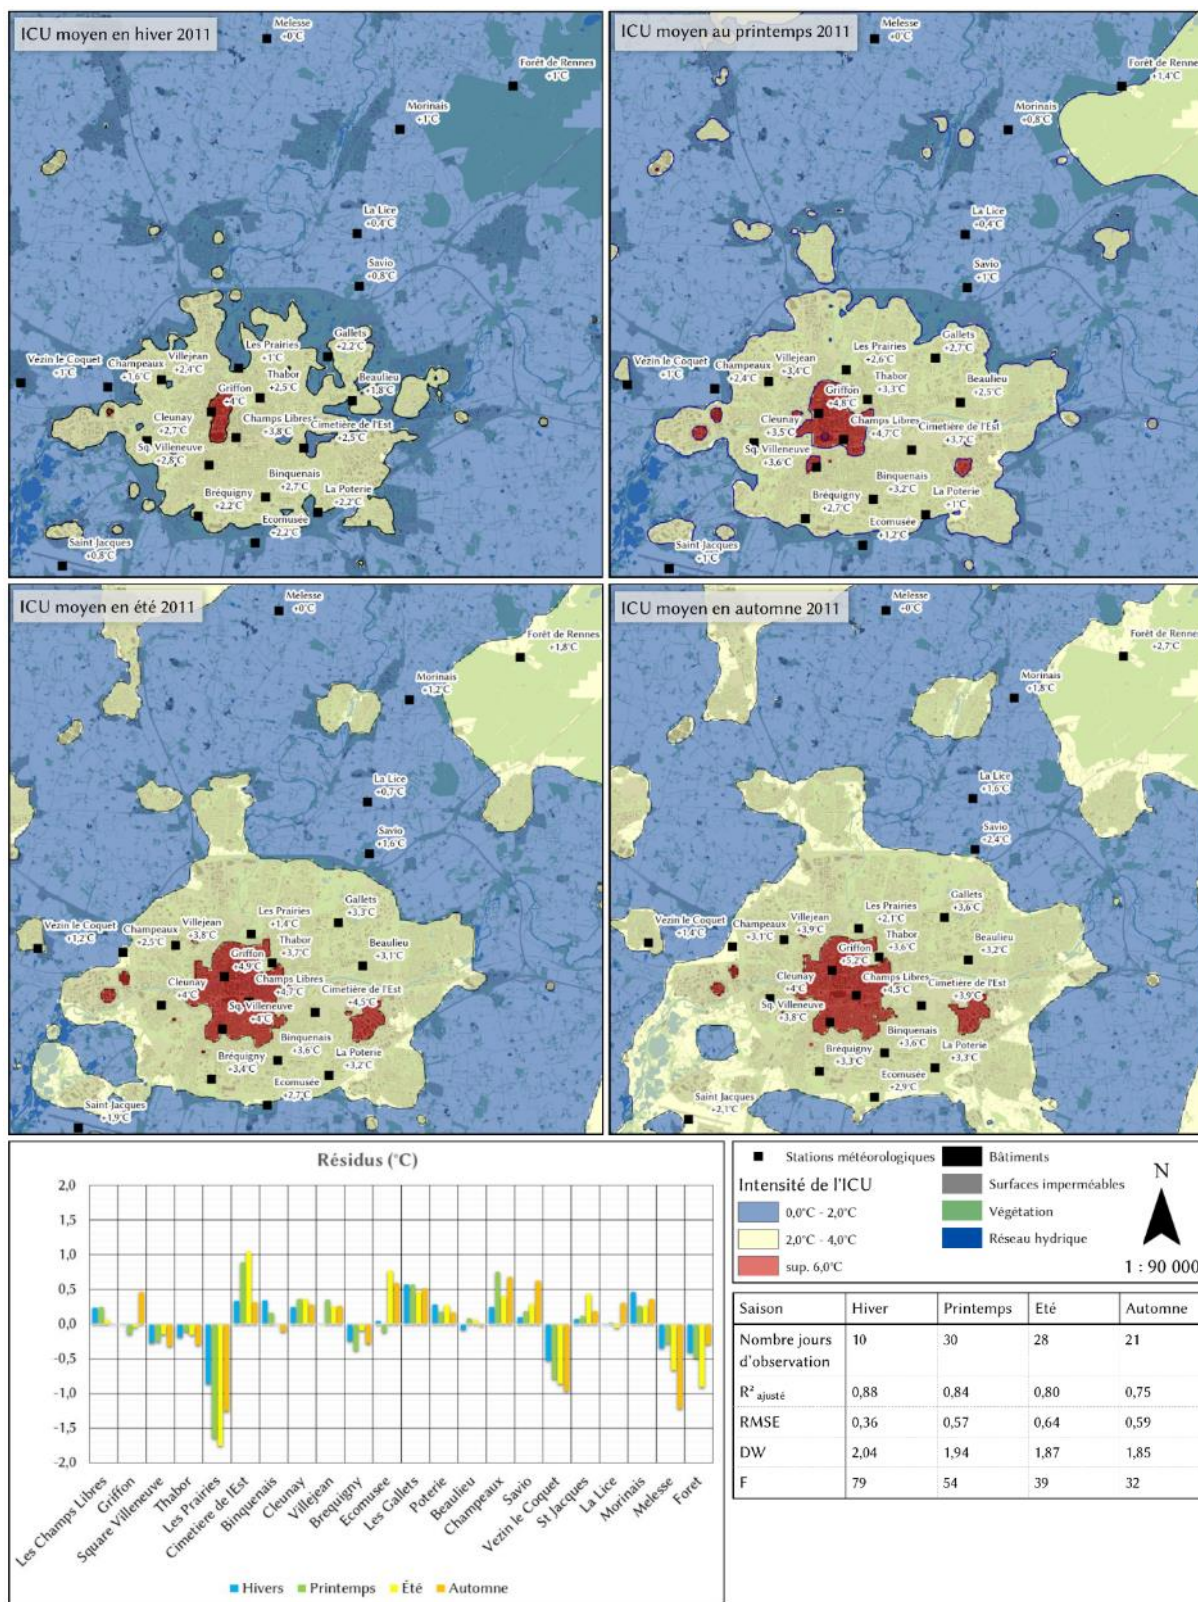 ICU moyen en hiver 2011
Melesse
+0°C
Forêt de Rennes
+1°C
Morinais
+1°C
La Lice
+0,4°C
Savio
+0,8°C
Gallets
+2,2°C
Les Prairies
+1°C
Vezin le Coquet
+1°C
Champeaux
+1,6°C
Villejean
+2,4°C
Thabor
+2,5°C
Beaulieu
+1,8°C
Griffon
+4°C
Cleunay
+2,7°C
Champs Libres
+3,8°C
Cimetière de l'Est
+2,5°C
Sq. Villeneuve
+2,8°C
Binquenais
+2,7°C
La Poterie
+2,2°C
Bréquigny
+2,2°C
Ecomusée
+2,2°C
Saint Jacques
+0,8°C
ICU moyen au printemps 2011
Melesse
+0°C
Forêt de Rennes
+1,4°C
Morinais
+0,8°C
La Lice
+0,4°C
Savio
+1°C
Gallets
+2,7°C
Les Prairies
+2,6°C
Vezin le Coquet
+1°C
Champeaux
+2,4°C
Villejean
+3,4°C
Thabor
+3,3°C
Beaulieu
+2,5°C
Griffon
+4,8°C
Cleunay
+3,5°C
Champs Libres
+4,7°C
Cimetière de l'Est
+3,7°C
Sq. Villeneuve
+3,6°C
Binquenais
+3,2°C
La Poterie
+1°C
Bréquigny
+2,7°C
Ecomusée
+1,2°C
Saint Jacques
+1°C
ICU moyen en été 2011
Melesse
+0°C
Forêt de Rennes
+1,8°C
Morinais
+1,2°C
La Lice
+0,7°C
Savio
+1,6°C
Gallets
+3,3°C
Les Prairies
+1,4°C
Vezin le Coquet
+1,2°C
Champeaux
+2,5°C
Villejean
+3,8°C
Thabor
+3,7°C
Beaulieu
+3,1°C
Griffon
+4,9°C
Cleunay
+4°C
Champs Libres
+4,7°C
Cimetière de l'Est
+4,5°C
Sq. Villeneuve
+4°C
Binquenais
+3,6°C
La Poterie
+3,2°C
Bréquigny
+3,4°C
Ecomusée
+2,7°C
Saint Jacques
+1,9°C
ICU moyen en automne 2011
Melesse
+0°C
Forêt de Rennes
+2,7°C
Morinais
+1,8°C
La Lice
+1,6°C
Savio
+2,4°C
Gallets
+3,6°C
Les Prairies
+2,1°C
Vezin le Coquet
+1,4°C
Champeaux
+3,1°C
Villejean
+3,9°C
Thabor
+3,6°C
Beaulieu
+3,2°C
Griffon
+5,2°C
Cleunay
+4°C
Champs Libres
+4,5°C
Cimetière de l'Est
+3,9°C
Sq. Villeneuve
+3,8°C
Binquenais
+3,6°C
La Poterie
+3,3°C
Bréquigny
+3,3°C
Ecomusée
+2,9°C
Saint Jacques
+2,1°C
Résidus (°C)
2,0
1,5
1,0
0,5
0,0
-0,5
-1,0
-1,5
-2,0
Les Champs Libres
Griffon
Square Villeneuve
Thabor
Les Prairies
Cimetiere de lEst
Binquenais
Cleunay
Villejean
Brequigny
Ecomusee
Les Gallets
Poterie
Beaulieu
Champeaux
Savio
Vezin le Coquet
St Jacques
La Lice
Morinais
Melesse
Foret
Hivers Printemps Été Automne
Stations météorologiques
Intensité de l'ICU
0,0°C - 2,0°C
2,0°C - 4,0°C
sup. 6,0°C
Bâtiments
Surfaces imperméables
Végétation
Réseau hydrique
N
1 : 90 000
Saison Hiver Printemps Eté Automne
Nombre jours
d'observation 10 30 28 21
R² ajusté 0,88 0,84 0,80 0,75
RMSE 0,36 0,57 0,64 0,59
DW 2,04 1,94 1,87 1,85
F 79 54 39 32